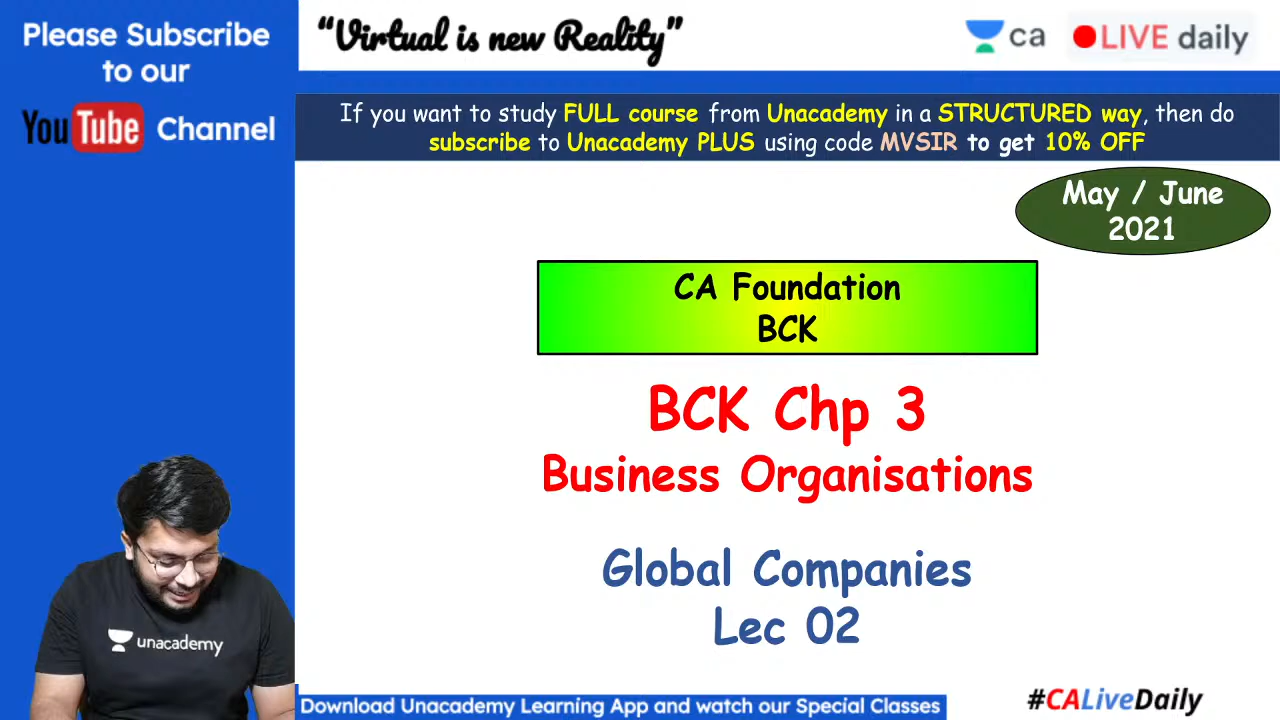 Please Subscribe
to our
YouTube Channel
“Virtual is new Reality”
ca LIVE daily
If you want to study FULL course from Unacademy in a STRUCTURED way, then do
subscribe to Unacademy PLUS using code MVSIR to get 10% OFF
May / June
2021
CA Foundation
BCK
BCK Chp 3
Business Organisations
Global Companies
Lec 02
unacademy
Download Unacademy Learning App and watch our Special Classes
#CALiveDaily